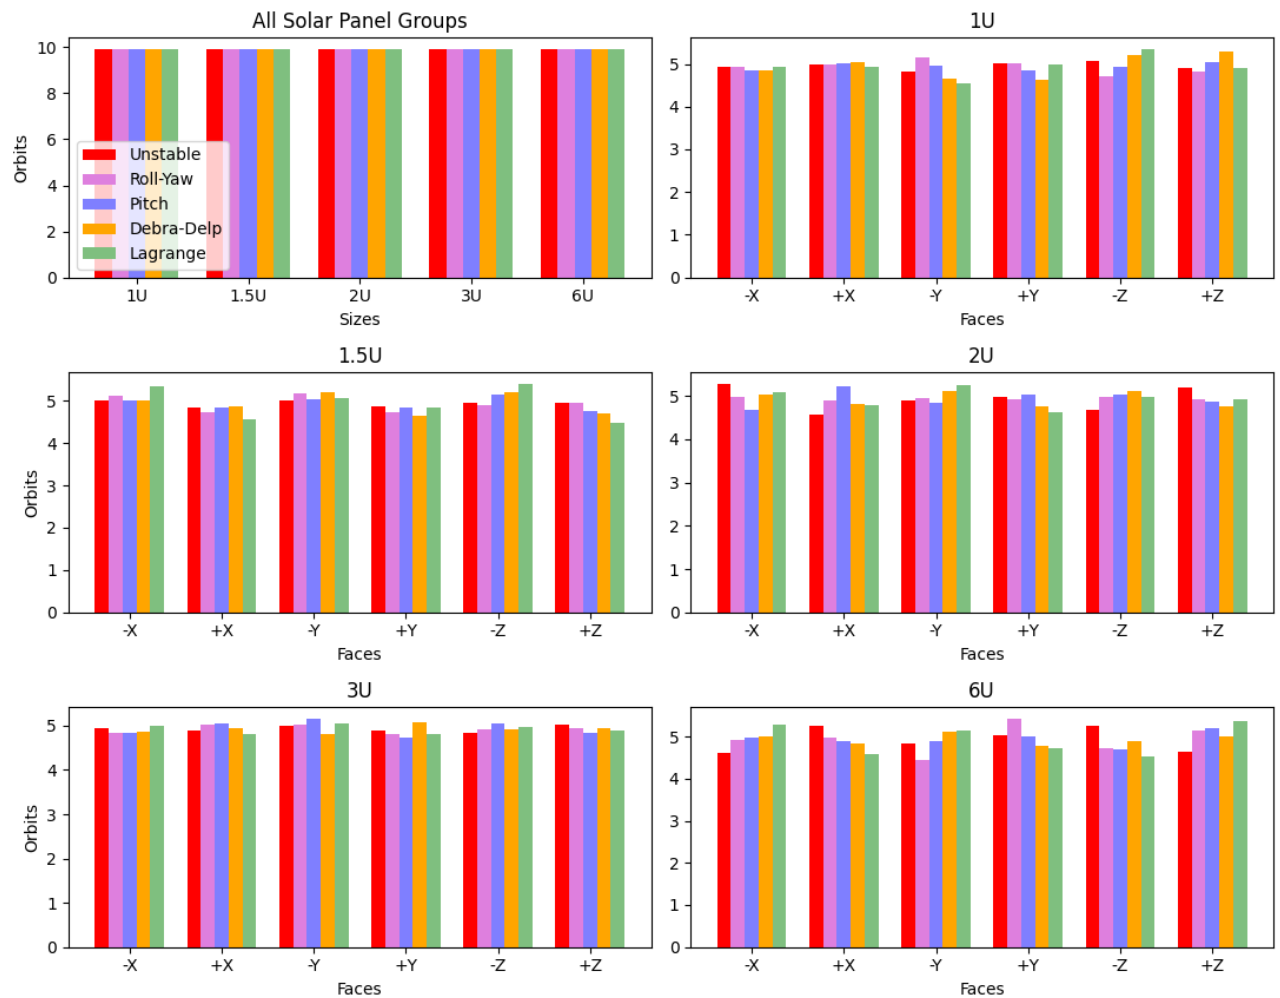 All Solar Panel Groups
10
8
6
4
2
0
Orbits
Unstable
Roll-Yaw
Pitch
Debra-Delp
Lagrange
1U 1.5U 2U 3U 6U
Sizes
1U
5
4
3
2
1
0
-X +X -Y +Y -Z +Z
Faces
1.5U
5
4
3
2
1
0
Orbits
-X +X -Y +Y -Z +Z
Faces
2U
5
4
3
2
1
0
-X +X -Y +Y -Z +Z
Faces
3U
5
4
3
2
1
0
Orbits
-X +X -Y +Y -Z +Z
Faces
6U
5
4
3
2
1
0
-X +X -Y +Y -Z +Z
Faces